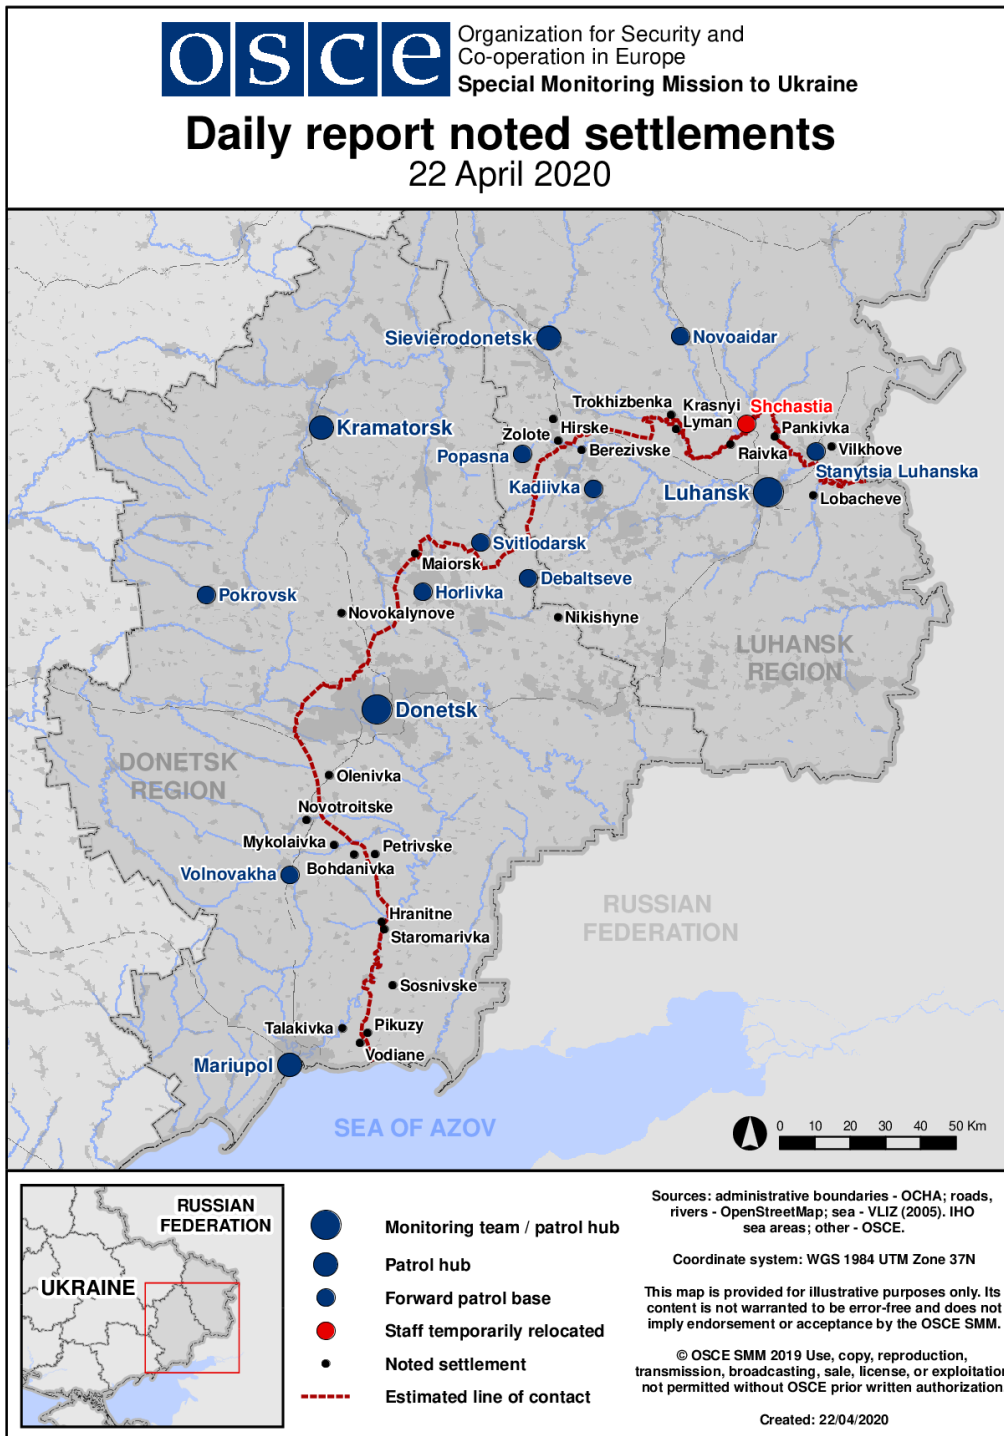 osce
Organization for Security and
Co-operation in Europe
Special Monitoring Mission to Ukraine
Daily report noted settlements
22 April 2020
Sievierodonetsk
Novoaidar
Trokhizbenka
Krasnyi
Lyman
Shchastia
Kramatorsk
Hirske
Zolote
Pankivka
Popasna
Berezivske
Raivka
Vilkhove
Stanytsia Luhanska
Kadiivka
Luhansk
Lobacheve
Svitlodarsk
Maiorsk
Debaltseve
Horlivka
Pokrovsk
Novokalynove
Nikishyne
LUHANSK
REGION
Donetsk
DONETSK
REGION
Olenivka
Novotroitske
Mykolaivka
Petrivske
Bohdanivka
Volnovakha
Hranitne
Staromarivka
RUSSIAN
FEDERATION
Sosnivske
Talakivka
Pikuzy
Vodiane
Mariupol
SEA OF AZOV
0 10 20 30 40 50 Km
RUSSIAN
FEDERATION
UKRAINE
Monitoring team / patrol hub
Patrol hub
Forward patrol base
Staff temporarily relocated
Noted settlement
Estimated line of contact
Sources: administrative boundaries - OCHA; roads,
rivers - OpenStreetMap; sea - VLIZ (2005). IHO
sea areas; other - OSCE.
Coordinate system: WGS 1984 UTM Zone 37N
This map is provided for illustrative purposes only. Its
content is not warranted to be error-free and does not
imply endorsement or acceptance by the OSCE SMM.
© OSCE SMM 2019 Use, copy, reproduction,
transmission, broadcasting, sale, license, or exploitation
not permitted without OSCE prior written authorization
Created: 22/04/2020